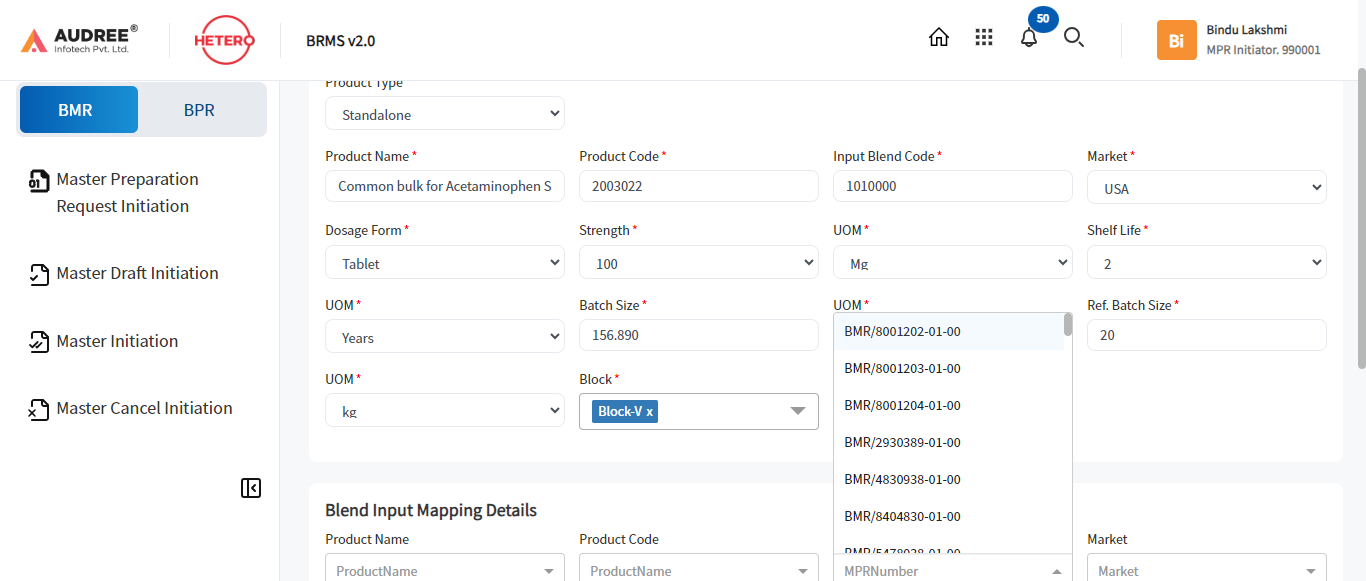 AUDREE®
Infotech Pvt. Ltd.
HETERO
BRMS v2.0
50
Bi
Bindu Lakshmi
MPR Initiator. 990001
BMR
BPR
Master Preparation
Request Initiation
Master Draft Initiation
Master Initiation
Master Cancel Initiation
Product Type
Standalone
Product Name *
Product Code *
Input Blend Code *
Market *
Common bulk for Acetaminophen S
2003022
1010000
USA
Dosage Form *
Strength *
UOM *
Shelf Life *
Tablet
100
Mg
2
UOM *
Batch Size *
UOM *
Ref. Batch Size *
Years
156.890
20
UOM *
Block *
kg
Block-V x
BMR/8001202-01-00
BMR/8001203-01-00
BMR/8001204-01-00
BMR/2930389-01-00
BMR/4830938-01-00
BMR/8404830-01-00
BMR/5478938-01-00
Blend Input Mapping Details
Product Name
Product Code
Market
ProductName
ProductName
MPRNumber
Market